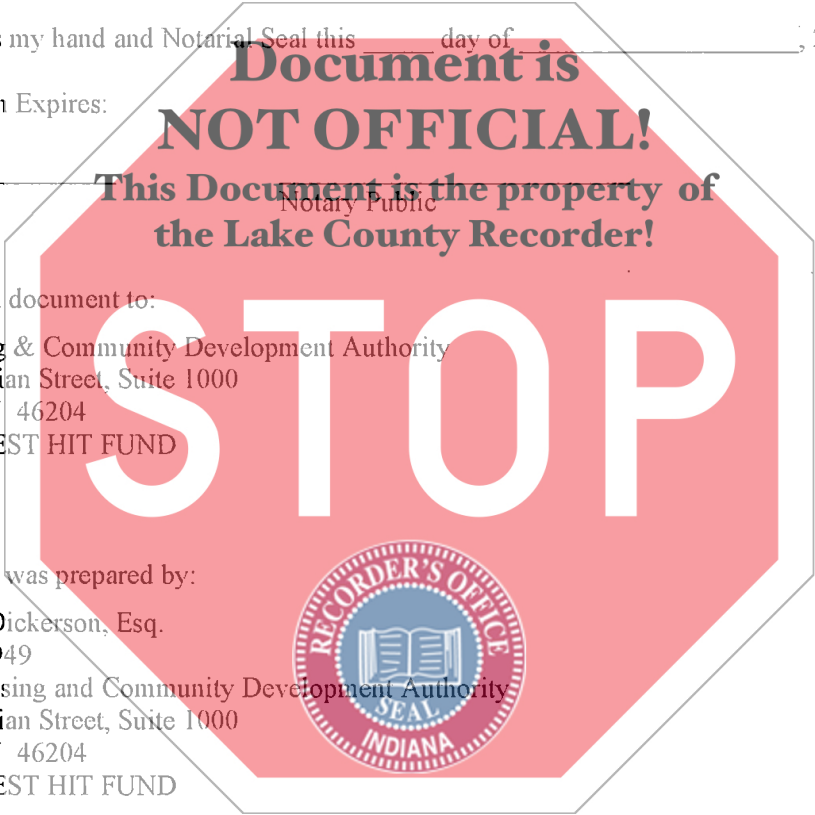 my hand and Notarial Seal this ______ day of ________________________,
Document is
Expires:
NOT OFFICIAL!
This Document is the property of
Notary Public
the Lake County Recorder!
document to:
& Community Development Authority
ian Street, Suite 1000
46204
EST HIT FUND
STOP
was prepared by:
Dickerson, Esq.
49
sing and Community Development Authority
ian Street, Suite 1000
46204
EST HIT FUND
RECORDER'S OFFICE
SEAL
INDIANA